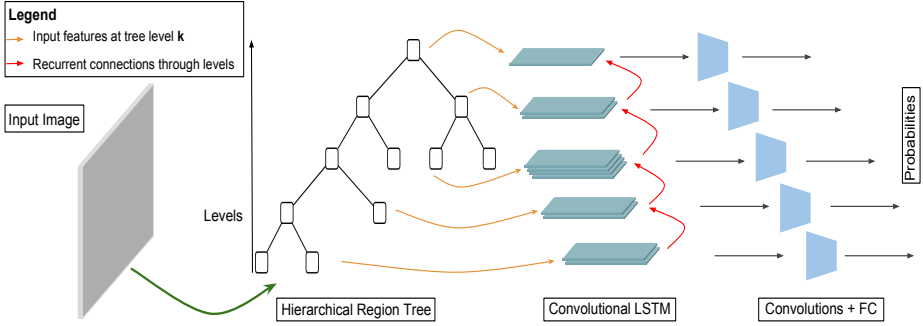 Legend
Input features at tree level k
Recurrent connections through levels
Input Image
Levels
Probabilities
Hierarchical Region Tree
Convolutional LSTM
Convolutions + FC